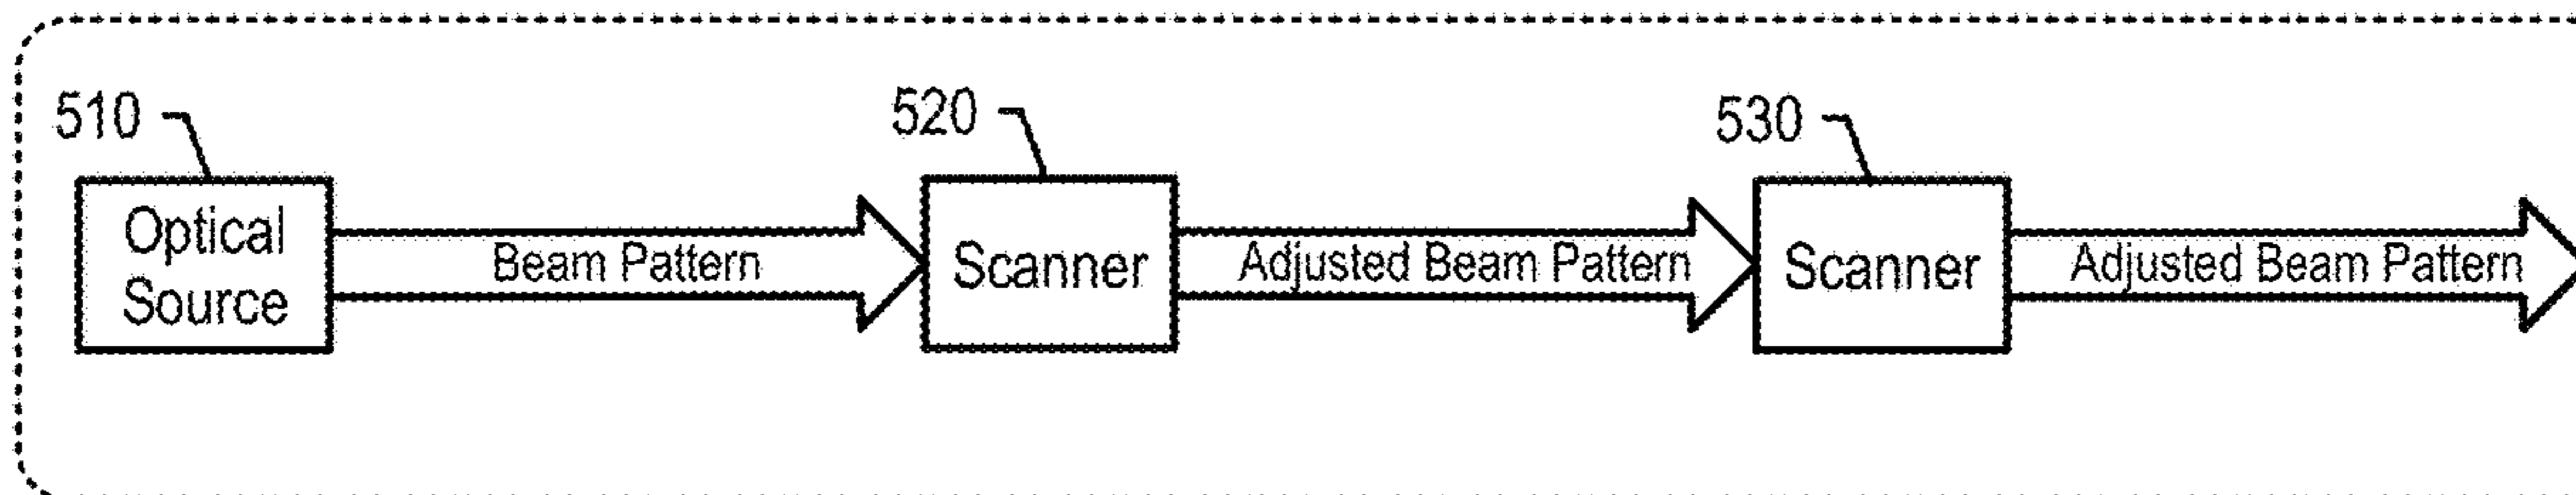 510
520
530
Optical
Source
Beam Pattern
Scanner
Adjusted Beam Pattern
Scanner
Adjusted Beam Pattern